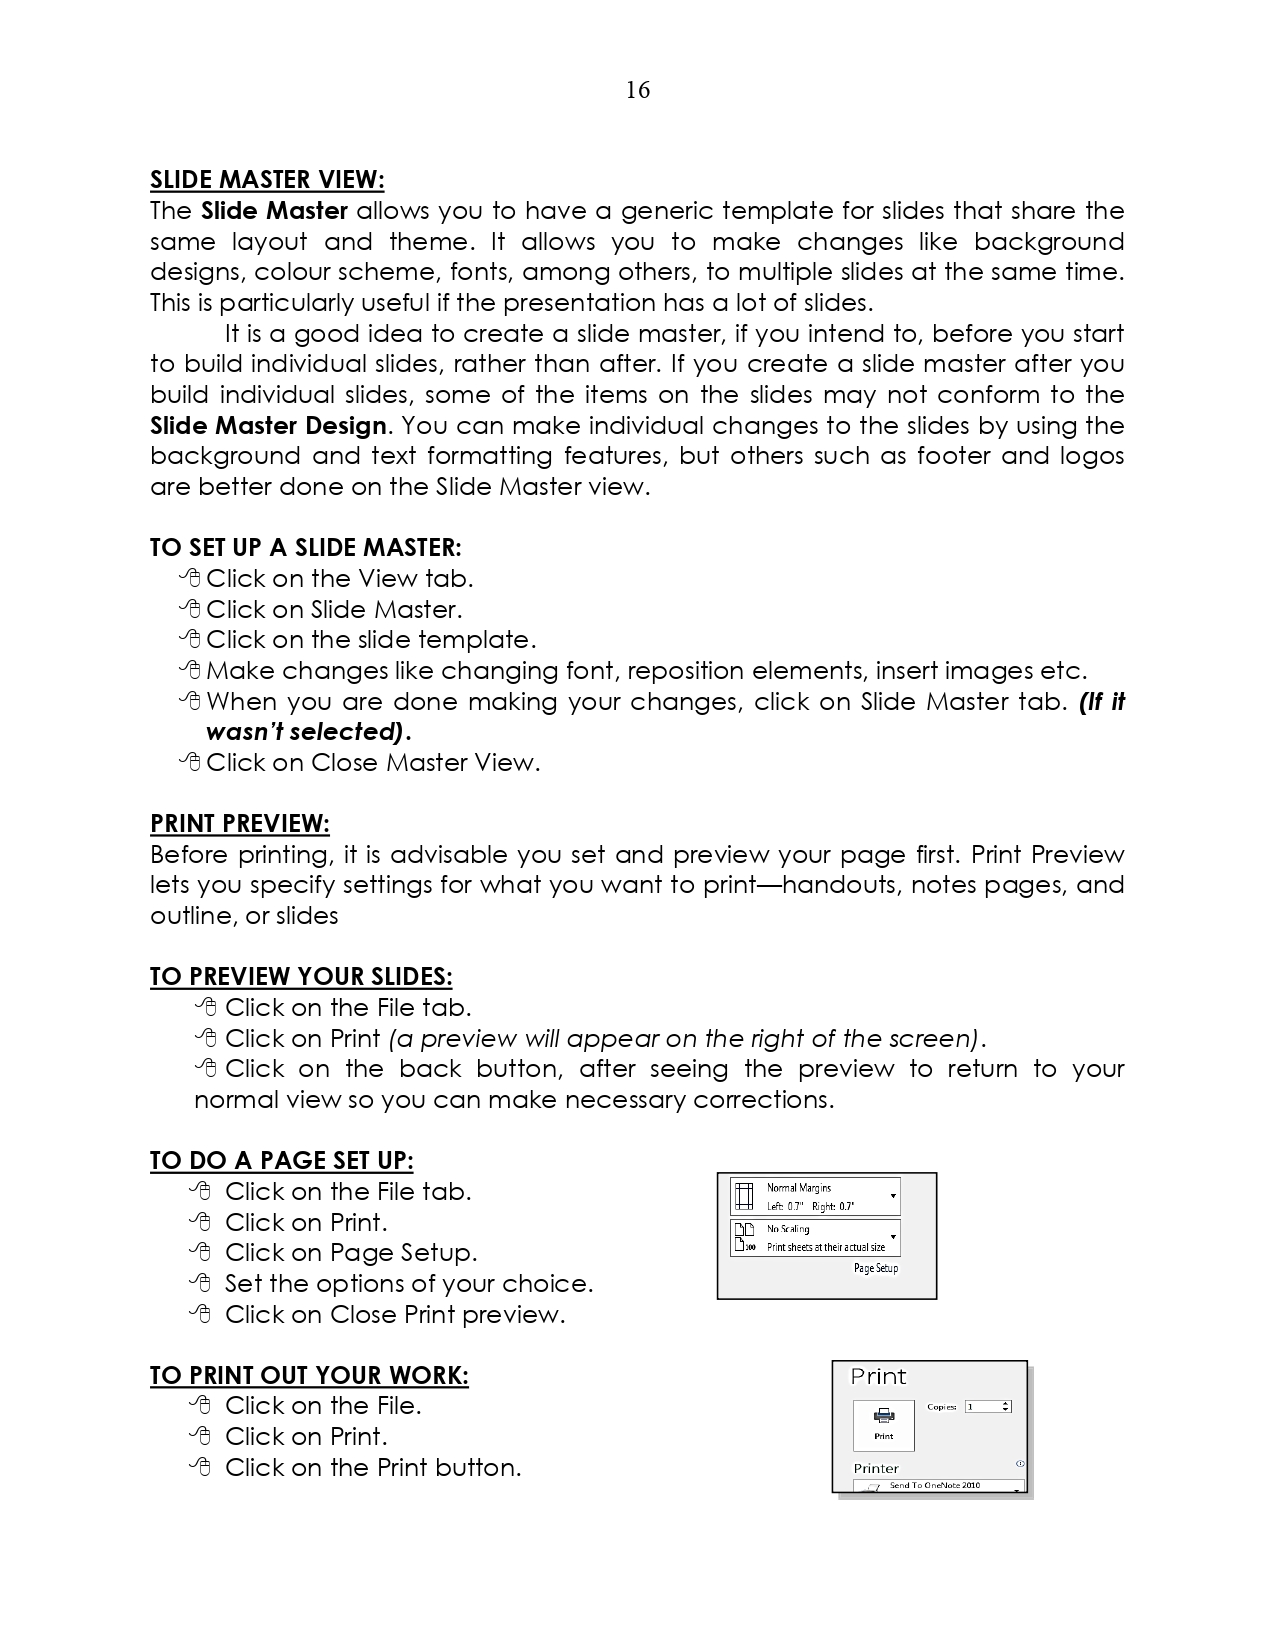 16
SLIDE MASTER VIEW:
The Slide Master allows you to have a generic template for slides that share the
same layout and theme. It allows you to make changes like background
designs, colour scheme, fonts, among others, to multiple slides at the same time.
This is particularly useful if the presentation has a lot of slides.
It is a good idea to create a slide master, if you intend to, before you start
to build individual slides, rather than after. If you create a slide master after you
build individual slides, some of the items on the slides may not conform to the
Slide Master Design. You can make individual changes to the slides by using the
background and text formatting features, but others such as footer and logos
are better done on the Slide Master view.
TO SET UP A SLIDE MASTER:
Click on the View tab.
Click on Slide Master.
Click on the slide template.
Make changes like changing font, reposition elements, insert images etc.
When you are done making your changes, click on Slide Master tab. (If it
wasn't selected).
Click on Close Master View.
PRINT PREVIEW:
Before printing, it is advisable you set and preview your page first. Print Preview
lets you specify settings for what you want to print—handouts, notes pages, and
outline, or slides
TO PREVIEW YOUR SLIDES:
Click on the File tab.
Click on Print (a preview will appear on the right of the screen).
Click on the back button, after seeing the preview to return to your
normal view so you can make necessary corrections.
TO DO A PAGE SET UP:
Click on the File tab.
Click on Print.
Click on Page Setup.
Set the options of your choice.
Click on Close Print preview.
Normal Margins
Left: 0.7" Right: 0.7"
No Scaling
100 Print sheets at their actual size
Page Setup
TO PRINT OUT YOUR WORK:
Click on the File.
Click on Print.
Click on the Print button.
Print
Copies: 1
Print
Printer
Send To OneNote 2010